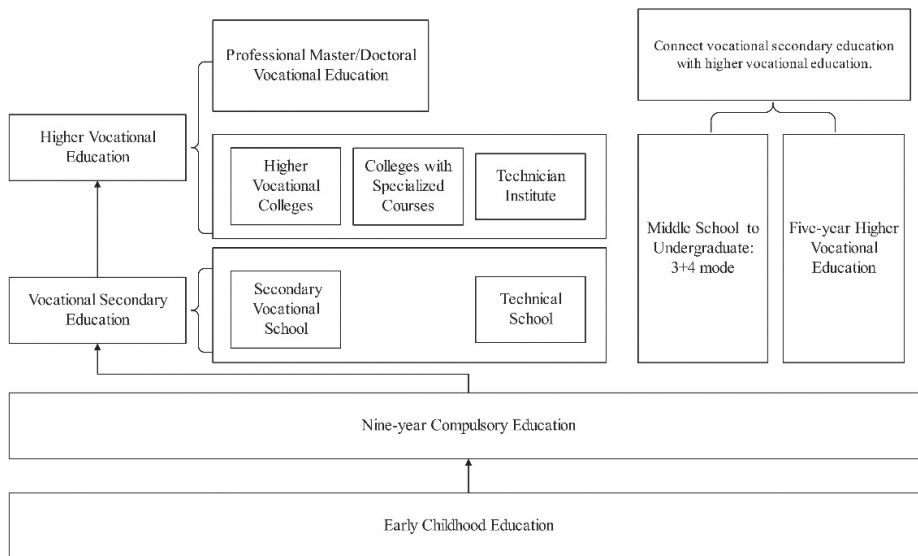 Professional Master/Doctoral
Vocational Education
Connect vocational secondary education
with higher vocational education.
Higher Vocational
Education
Higher
Vocational
Colleges
Colleges with
Specialized
Courses
Technician
Institute
Middle School to
Undergraduate:
3+4 mode
Five-year Higher
Vocational
Education
Vocational Secondary
Education
Secondary
Vocational
School
Technical
School
Nine-year Compulsory Education
Early Childhood Education